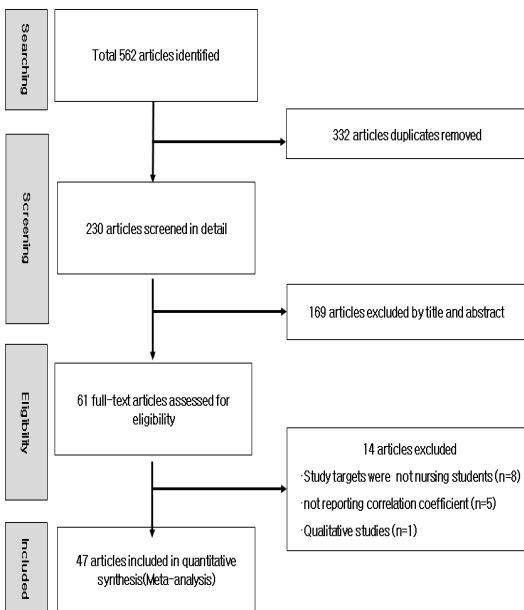 Searching
Total 562 articles identified
332 articles duplicates removed
Screening
230 articles screened in detail
169 articles excluded by title and abstract
Eligibility
61 full-text articles assessed for
eligibility
14 articles excluded
·Study targets were not nursing students (n=8)
·not reporting correlation coefficient (n=5)
·Qualitative studies (n=1)
Included
47 articles included in quantitative
synthesis(Meta-analysis)